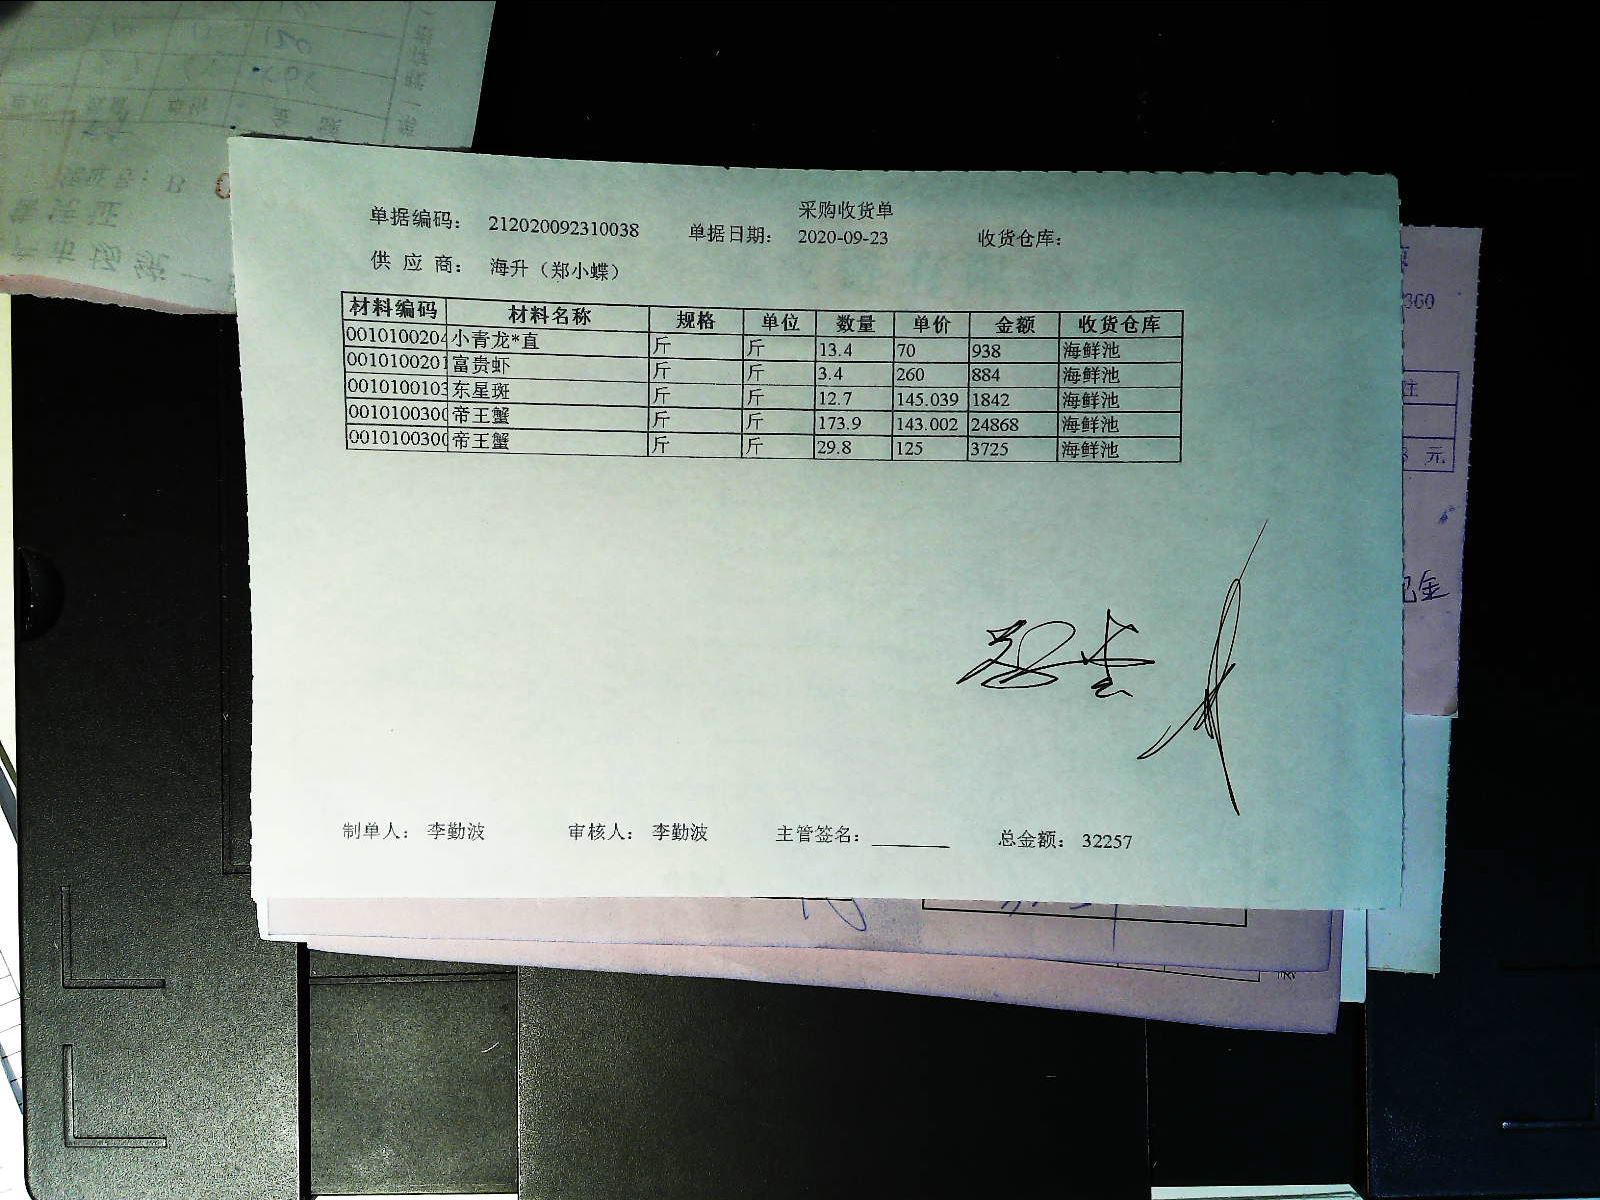 采购收货单
单据编码： 212020092310038 单据日期： 2020-09-23 收货仓库：
供 应 商： 海升（郑小蝶）
材料编码 材料名称 规格 单位 数量 单价 金额 收货仓库
0010100204 小青龙*直 斤 斤 13.4 70 938 海鲜池
0010100201 富贵虾 斤 斤 3.4 260 884 海鲜池
0010100103 东星斑 斤 斤 12.7 145.039 1842 海鲜池
001010030 帝王蟹 斤 斤 173.9 143.002 24868 海鲜池
001010030 帝王蟹 斤 斤 29.8 125 3725 海鲜池
制单人： 李勤波 审核人： 李勤波 主管签名： 总金额： 32257
360
注
元
金